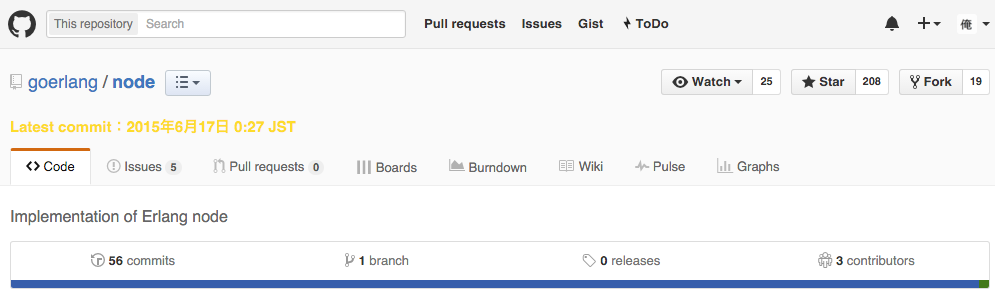 This repository Search Pull requests Issues Gist ToDo 俺
goerlang / node Watch 25 Star 208 Fork 19
Latest commit：2015年6月17日 0:27 JST
Code Issues 5 Pull requests 0 Boards Burndown Wiki Pulse Graphs
Implementation of Erlang node
56 commits 1 branch 0 releases 3 contributors